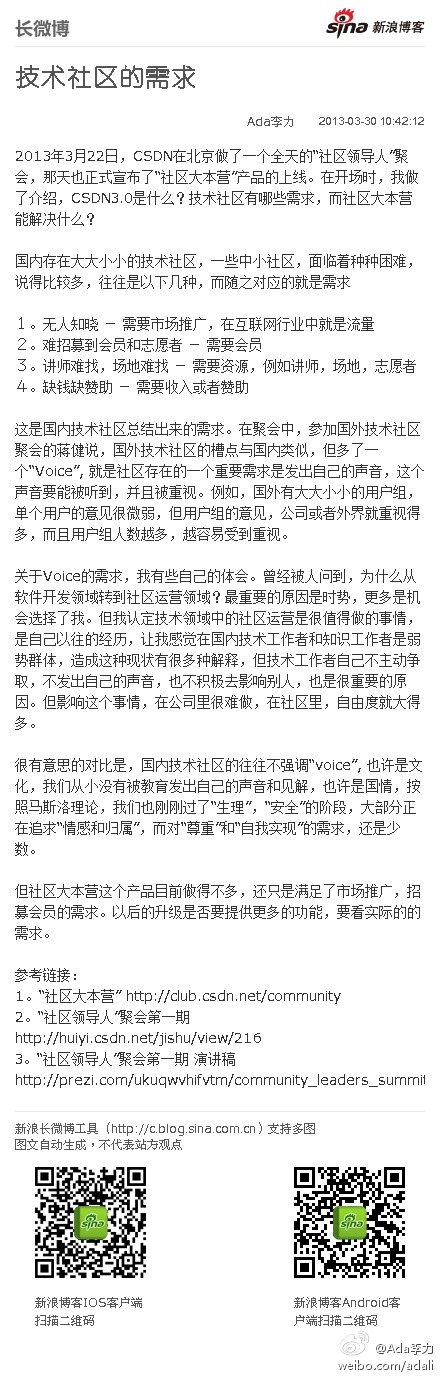 长微博
sina 新浪博客
技术社区的需求
Ada李力 2013-03-30 10:42:12
2013年3月22日，CSDN在北京做了一个全天的“社区领导人”聚
会，那天也正式宣布了“社区大本营”产品的上线。在开场时，我做
了介绍，CSDN3.0是什么？技术社区有哪些需求，而社区大本营
能解决什么？
国内存在大大小小的技术社区，一些中小社区，面临着种种困难，
说得比较多，往往是以下几种，而随之对应的就是需求
1。无人知晓 － 需要市场推广，在互联网行业中就是流量
2。难招募到会员和志愿者 － 需要会员
3。讲师难找，场地难找 － 需要资源，例如讲师，场地，志愿者
4。缺钱缺赞助 － 需要收入或者赞助
这是国内技术社区总结出来的需求。在聚会中，参加国外技术社区
聚会的蒋健说，国外技术社区的槽点与国内类似，但多了一
个“Voice”, 就是社区存在的一个重要需求是发出自己的声音，这个
声音要能被听到，并且被重视。例如，国外有大大小小的用户组，
单个用户的意见很微弱，但用户组的意见，公司或者外界就重视得
多，而且用户组人数越多，越容易受到重视。
关于Voice的需求，我有些自己的体会。曾经被人问到，为什么从
软件开发领域转到社区运营领域？最重要的原因是时势，更多是机
会选择了我。但我认定技术领域中的社区运营是很值得做的事情，
是自己以往的经历，让我感觉在国内技术工作者和知识工作者是弱
势群体，造成这种现状有很多种解释，但技术工作者自己不主动争
取，不发出自己的声音，也不积极去影响别人，也是很重要的原
因。但影响这个事情，在公司里很难做，在社区里，自由度就大得
多。
很有意思的对比是，国内技术社区的往往不强调“voice”, 也许是文
化，我们从小没有被教育发出自己的声音和见解，也许是国情，按
照马斯洛理论，我们也刚刚过了“生理”，“安全”的阶段，大部分正
在追求“情感和归属”，而对“尊重”和“自我实现”的需求，还是少
数。
但社区大本营这个产品目前做得不多，还只是满足了市场推广，招
募会员的需求。以后的升级是否要提供更多的功能，要看实际的的
需求。
参考链接：
1。“社区大本营” http://club.csdn.net/community
2。“社区领导人”聚会第一期
http://huiyi.csdn.net/jishu/view/216
3。“社区领导人”聚会第一期 演讲稿
http://prezi.com/ukuqwvhifvtm/community_leaders_summit
新浪长微博工具（http://c.blog.sina.com.cn）支持多图
图文自动生成，不代表站方观点
sina sina
新浪博客IOS客户端
扫描二维码
新浪博客Android客
户端扫描二维码
@Ada李力
weibo.com/adali